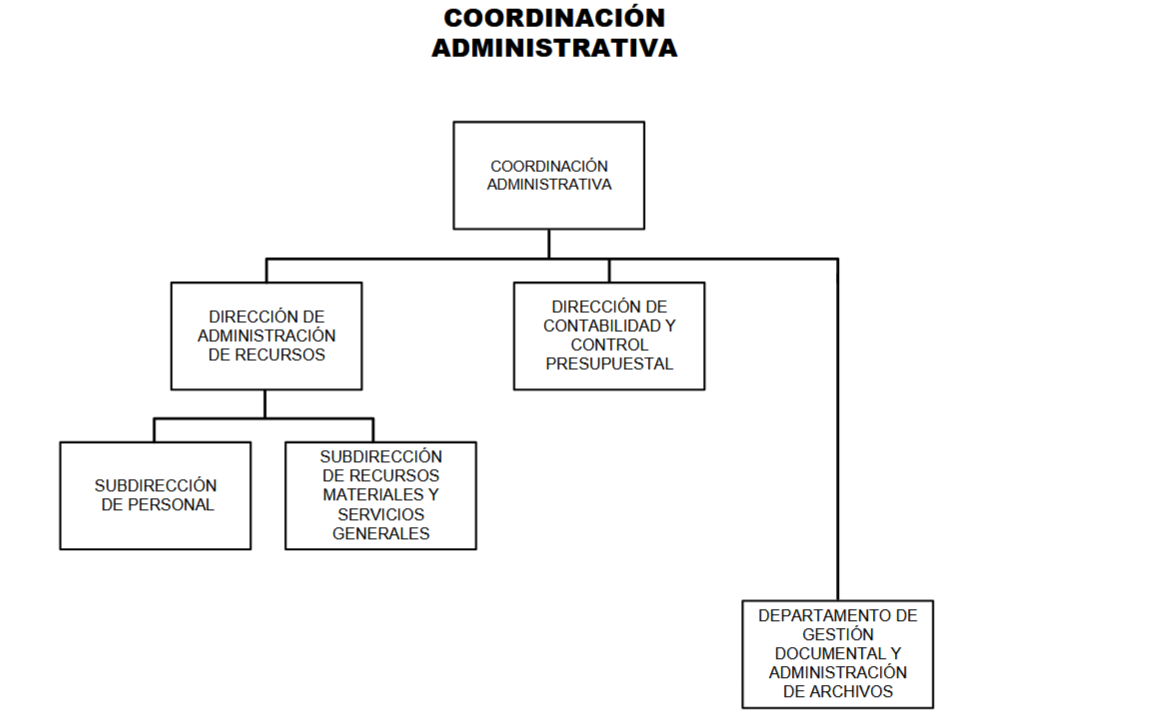 COORDINACIÓN
ADMINISTRATIVA
COORDINACIÓN
ADMINISTRATIVA
DIRECCIÓN DE
ADMINISTRACIÓN
DE RECURSOS
DIRECCIÓN DE
CONTABILIDAD Y
CONTROL
PRESUPUESTAL
SUBDIRECCIÓN
DE PERSONAL
SUBDIRECCIÓN
DE RECURSOS
MATERIALES Y
SERVICIOS
GENERALES
DEPARTAMENTO DE
GESTIÓN
DOCUMENTAL Y
ADMINISTRACIÓN
DE ARCHIVOS